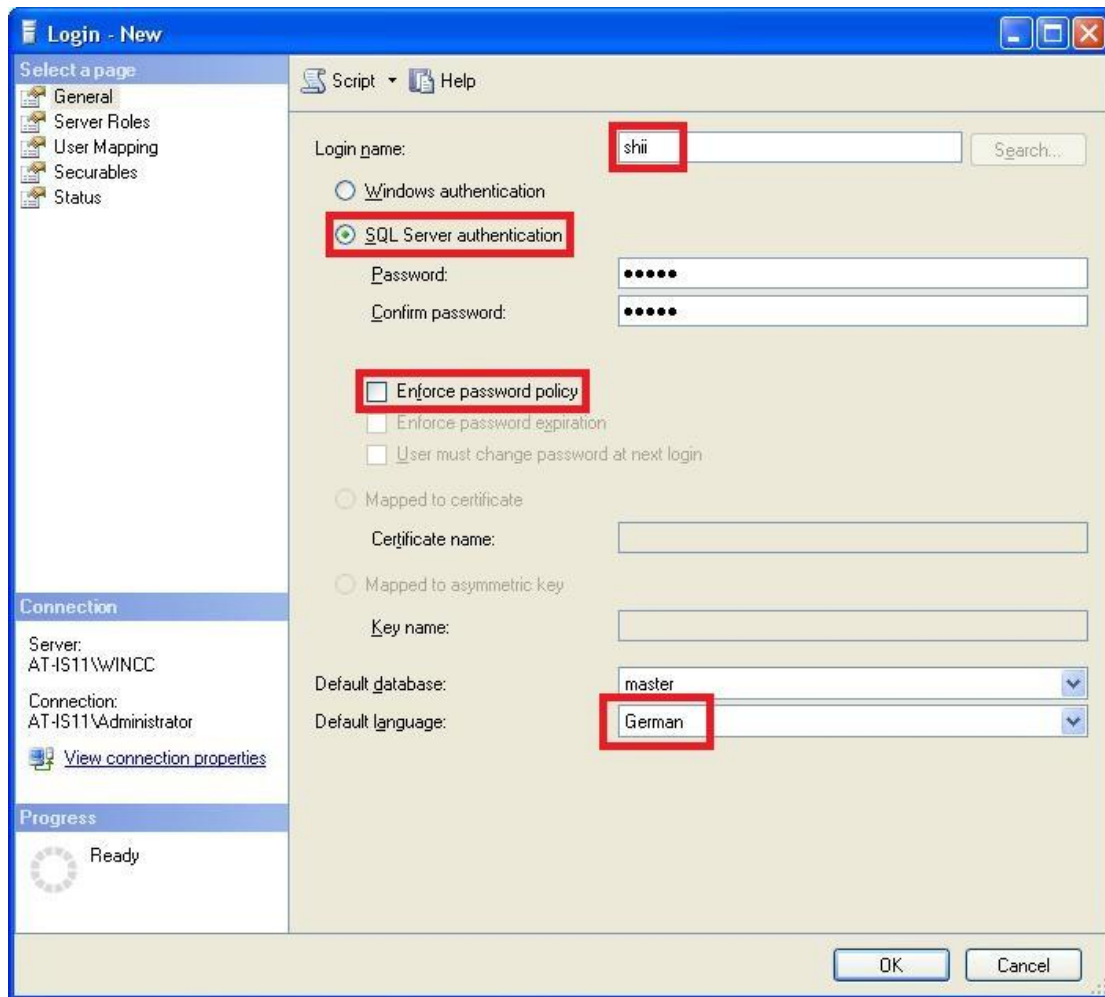 Login - New
Select a page
General
Server Roles
User Mapping
Securables
Status
Script Help
Login name: shii Search...
Windows authentication
SQL Server authentication
Password: •••••
Confirm password: •••••
Enforce password policy
Enforce password expiration
User must change password at next login
Mapped to certificate
Certificate name:
Mapped to asymmetric key
Key name:
Default database: master
Default language: German
Connection
Server:
AT-IS11\WINCC
Connection:
AT-IS11\Administrator
View connection properties
Progress
Ready
OK Cancel